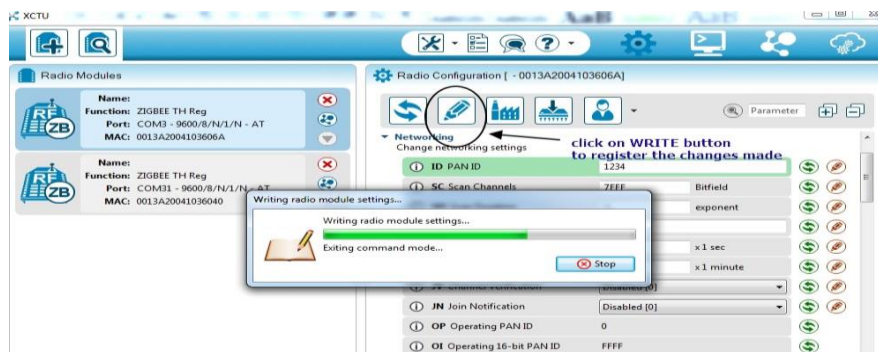 XCTU
Radio Modules
Name:
Function: ZIGBEE TH Reg
Port: COM3 - 9600/8/N/1/N - AT
MAC: 0013A2004103606A
Name:
Function: ZIGBEE TH Reg
Port: COM31 - 9600/8/N/1/N - AT
MAC: 0013A20041036040
Radio Configuration [ - 0013A2004103606A]
Parameter
click on WRITE button
to register the changes made
Networking
Change networking settings
ID PAN ID 1234
SC Scan Channels 7FFF Bitfield
exponent
x 1 sec
x 1 minute
JV Channel Verification Disabled [0]
JN Join Notification Disabled [0]
OP Operating PAN ID 0
OI Operating 16-bit PAN ID FFFF
Writing radio module settings...
Writing radio module settings...
Exiting command mode...
Stop